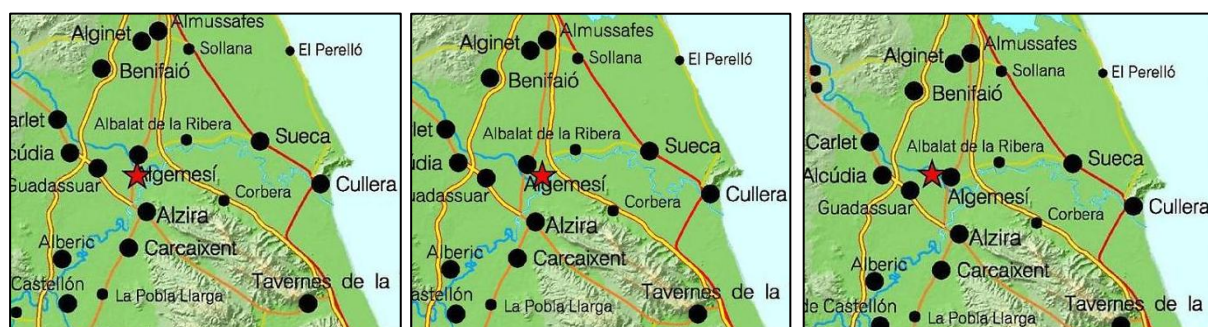 Almussafes
Alginet
Sollana
El Perelló
Benifaió
arlet
Albalat de la Ribera
Sueca
cúdia
Algemesí
Guadassuar
Corbera
Cullera
Alzira
Alberic
Carcaixent
Castellón
La Pobla Llarga
Tavernes de la
Almussafes
Alginet
Sollana
El Perelló
Benifaió
let
Albalat de la Ribera
Sueca
údia
Algemesí
Guadassuar
Corbera
Cullera
Alzira
Alberic
Carcaixent
astellón
La Pobla Llarga
Tavernes de la
Almussafes
Alginet
Sollana
El Perelló
Benifaió
Carlet
Albalat de la Ribera
Sueca
Alcúdia
Algemesí
Guadassuar
Corbera
Cullera
Alzira
Alberic
Carcaixent
de Castellón
La Pobla Llarga
Tavernes de la